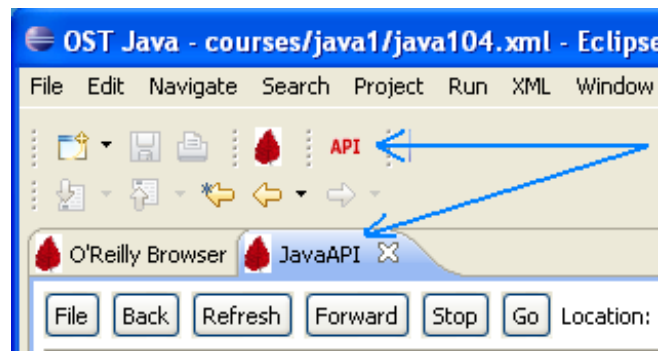 OST Java - courses/java1/java104.xml - Eclipse
File Edit Navigate Search Project Run XML Window
API
O'Reilly Browser JavaAPI
File Back Refresh Forward Stop Go Location: